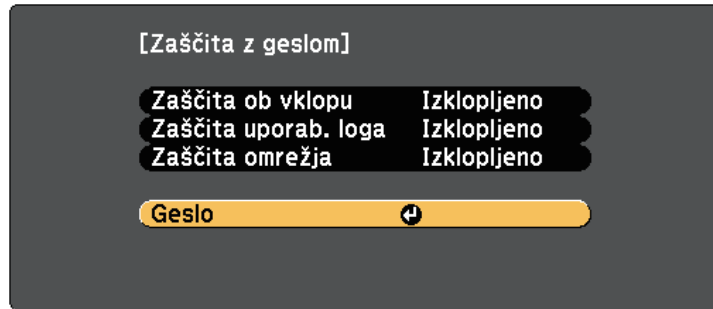 [Zaščita z geslom]
Zaščita ob vklopu Izklopljeno
Zaščita uporab. loga Izklopljeno
Zaščita omrežja Izklopljeno
Geslo